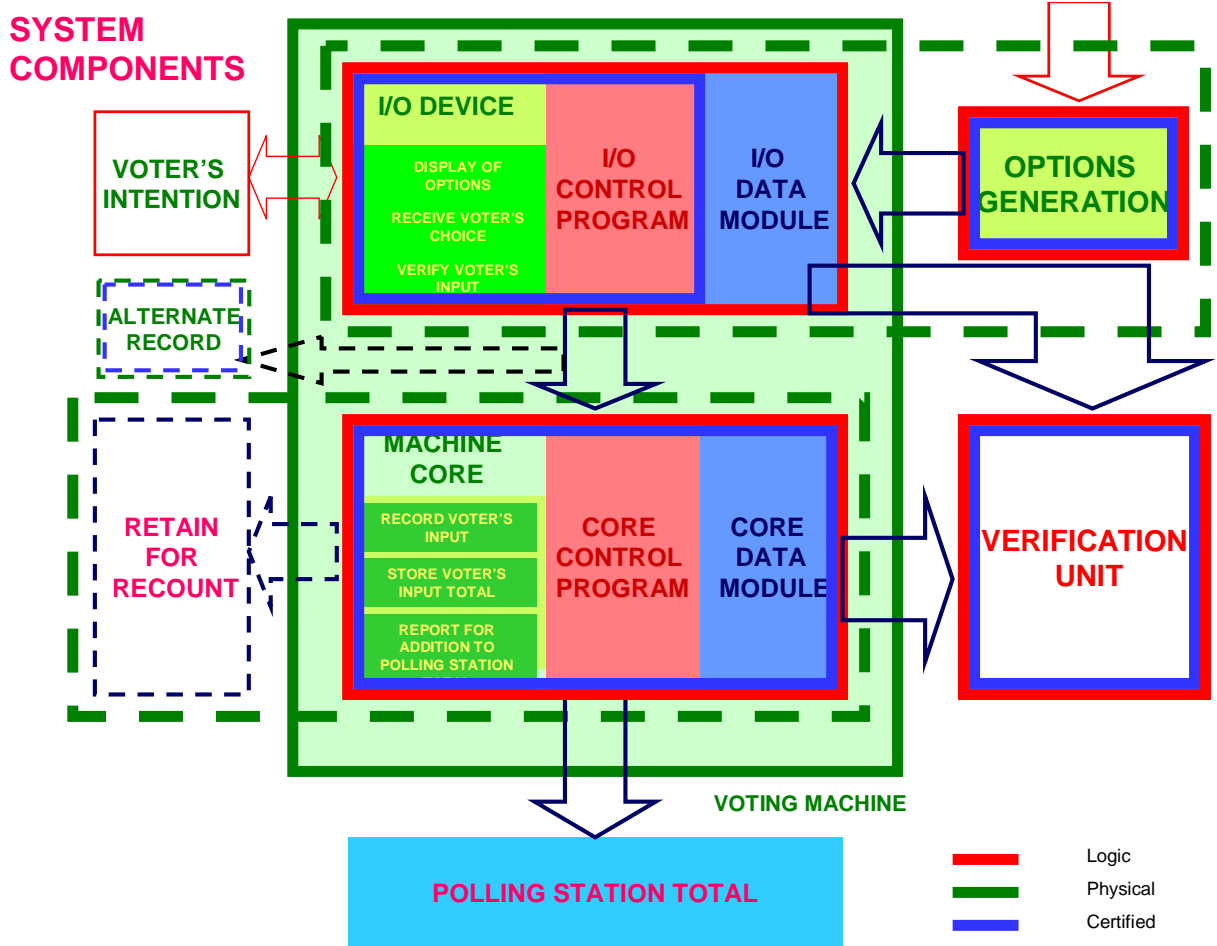 SYSTEM
COMPONENTS
VOTER'S
INTENTION
I/O DEVICE
DISPLAY OF
OPTIONS
RECEIVE VOTER'S
CHOICE
VERIFY VOTER'S
INPUT
I/O
CONTROL
PROGRAM
I/O
DATA
MODULE
OPTIONS
GENERATION
ALTERNATE
RECORD
RETAIN
FOR
RECOUNT
MACHINE
CORE
RECORD VOTER'S
INPUT
STORE VOTER'S
INPUT TOTAL
REPORT FOR
ADDITION TO
POLLING STATION
CORE
CONTROL
PROGRAM
CORE
DATA
MODULE
VERIFICATION
UNIT
VOTING MACHINE
POLLING STATION TOTAL
Logic
Physical
Certified